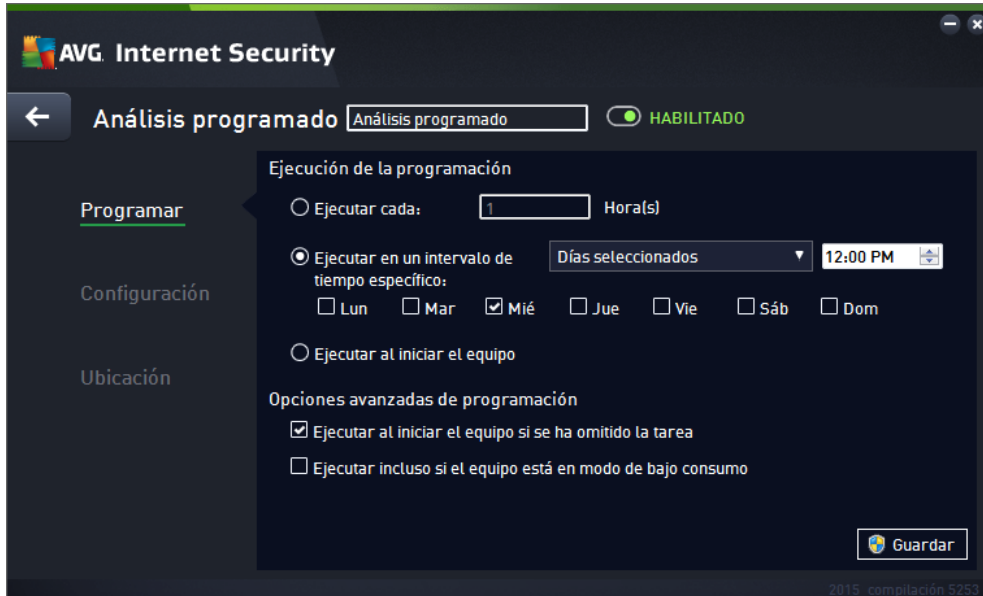 AVG. Internet Security
Análisis programado Análisis programado HABILITADO
Programar
Configuración
Ubicación
Ejecución de la programación
Ejecutar cada: 1 Hora(s)
Ejecutar en un intervalo de Días seleccionados 12:00 PM
tiempo específico:
Lun Mar Mié Jue Vie Sáb Dom
Ejecutar al iniciar el equipo
Opciones avanzadas de programación
Ejecutar al iniciar el equipo si se ha omitido la tarea
Ejecutar incluso si el equipo está en modo de bajo consumo
Guardar
2015 compilación 5253